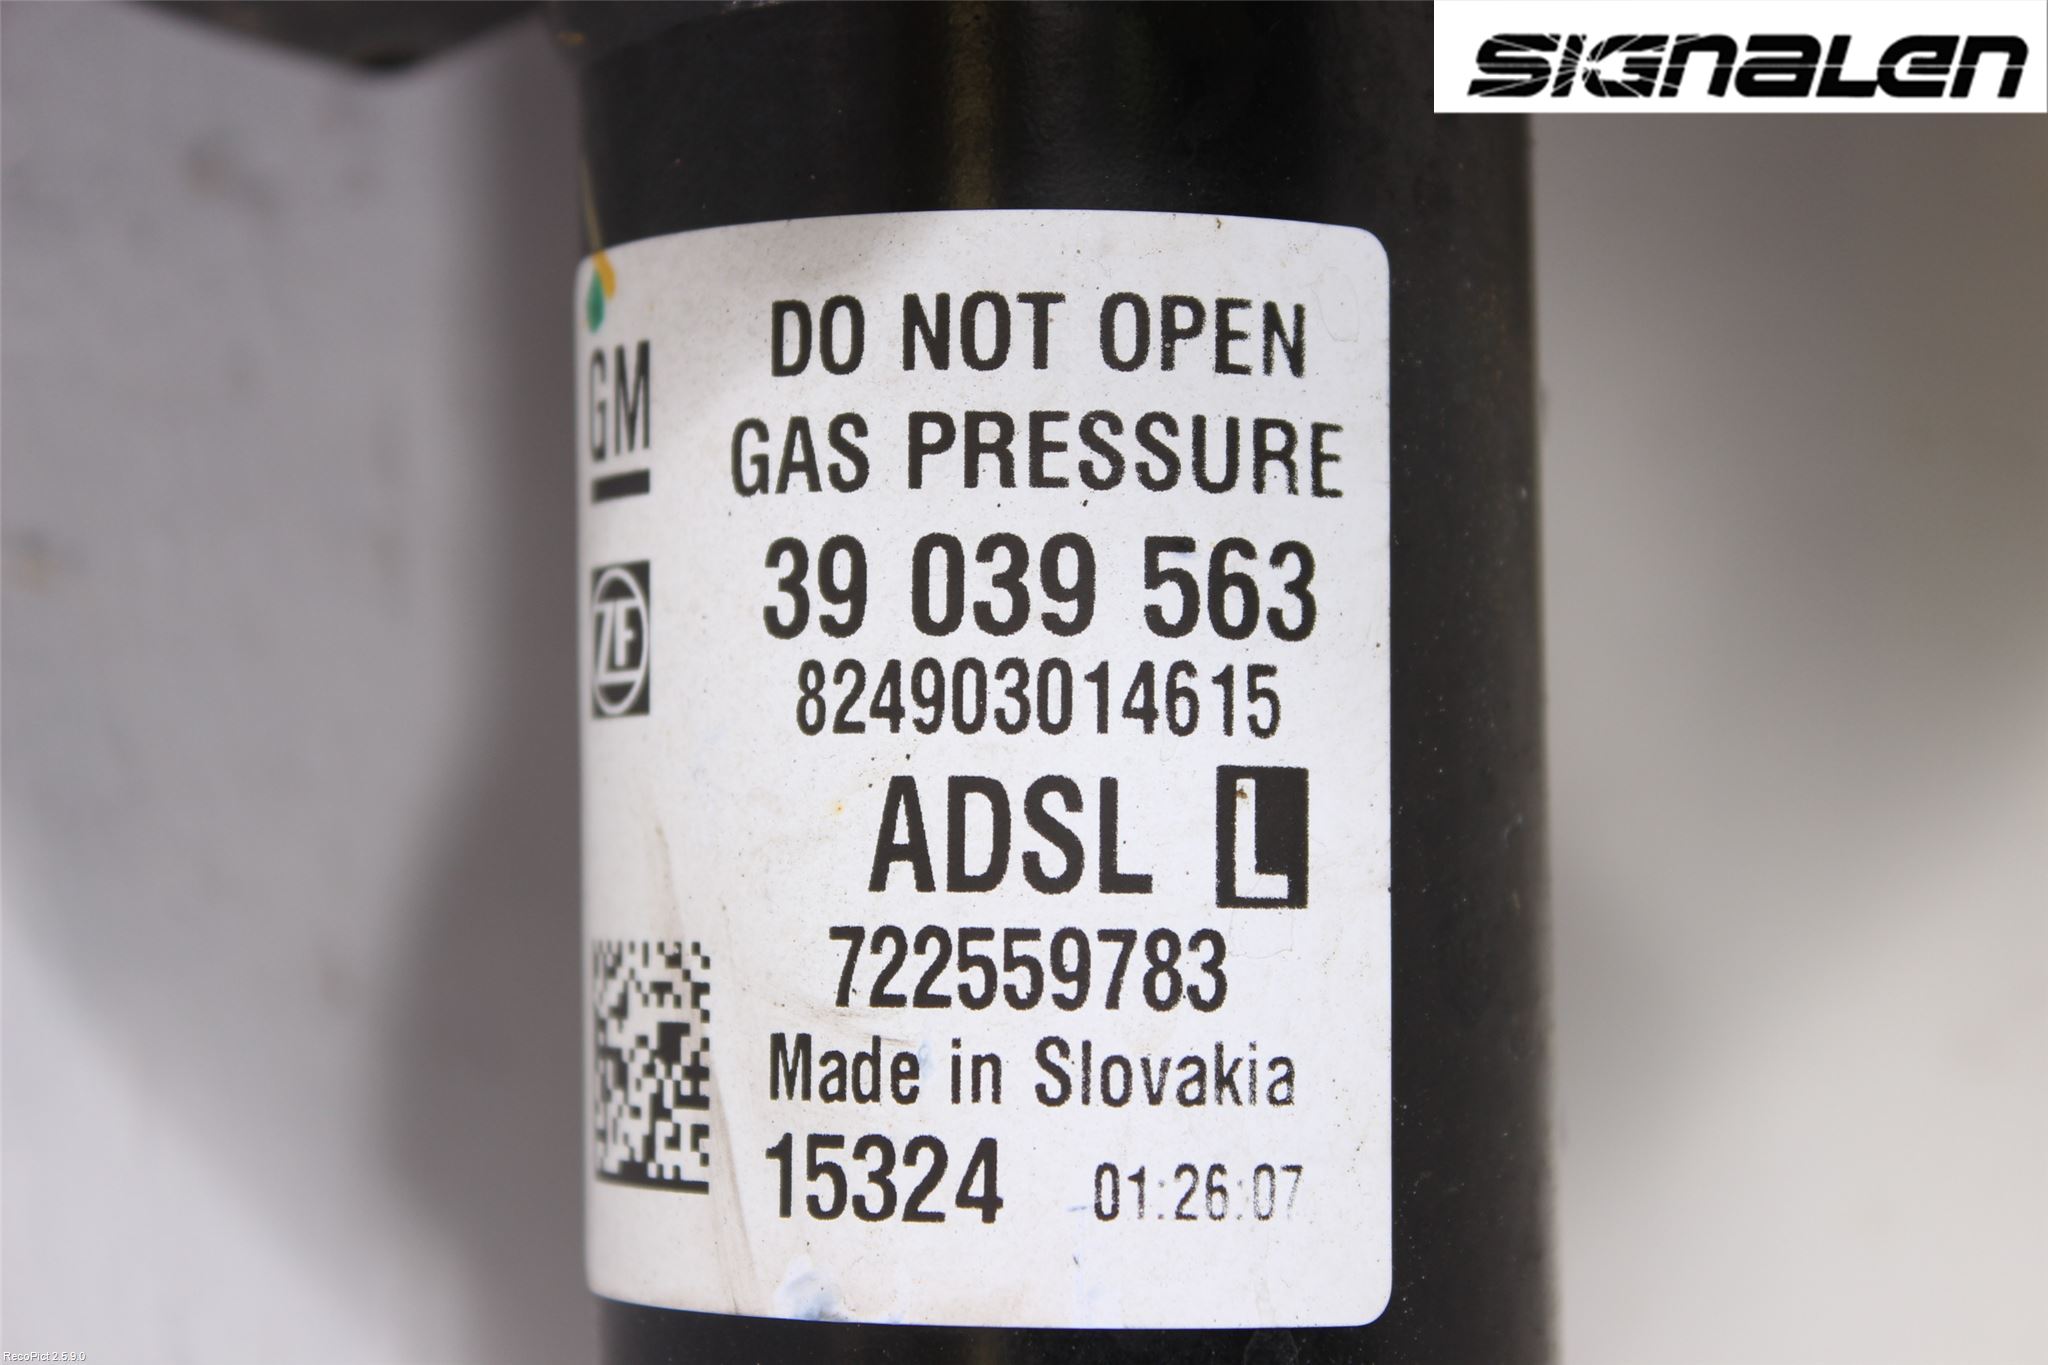 SIGNALEN
DO NOT OPEN
GAS PRESSURE
GM
39 039 563
ZF
824903014615
ADSL L
722559783
Made in Slovakia
15324 01:26:07
RecoPict 2.5.9.0